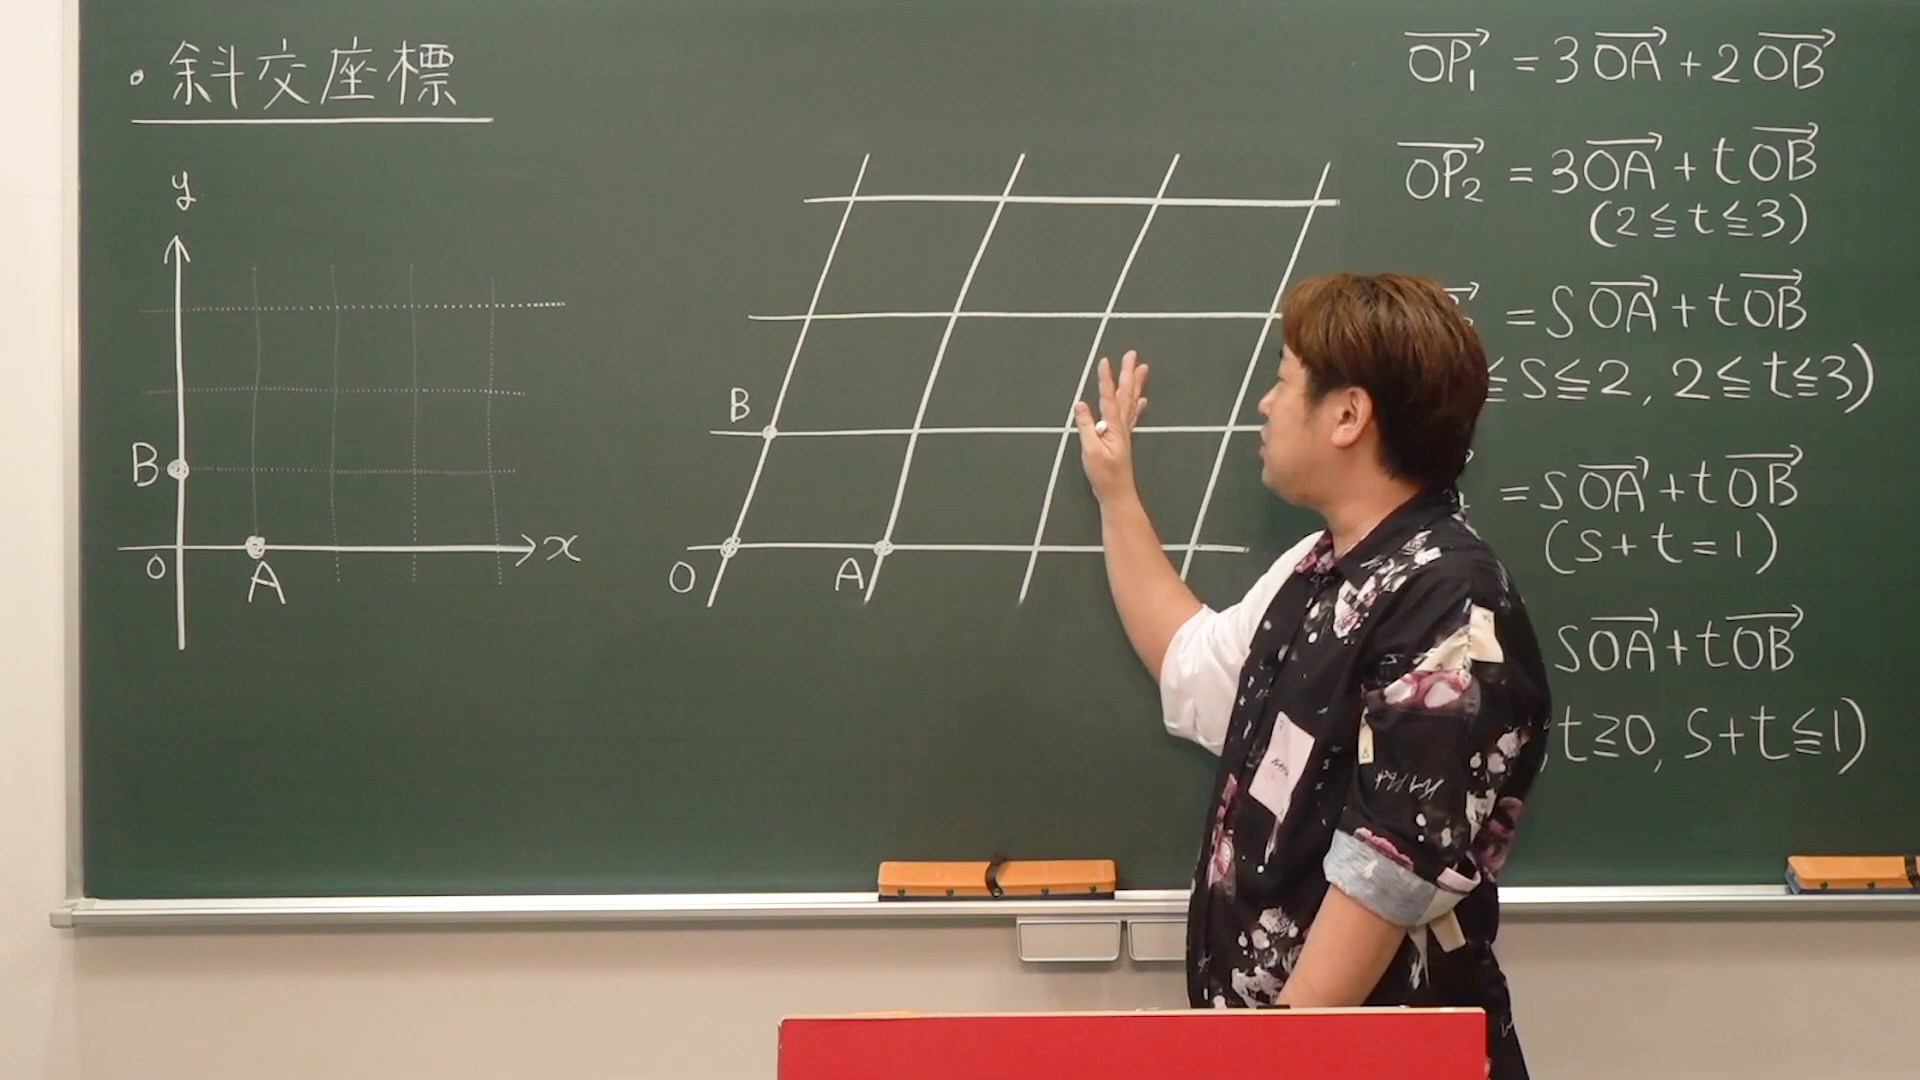 ・斜交座標
y
B
O
A
x
B
O
A
OP₁ = 3OA + 2OB
OP₂ = 3OA + tOB
(2≦t≦3)
= sOA + tOB
≦s≦2, 2≦t≦3)
= sOA + tOB
(s+t=1)
sOA + tOB
, t≧0, s+t≦1)